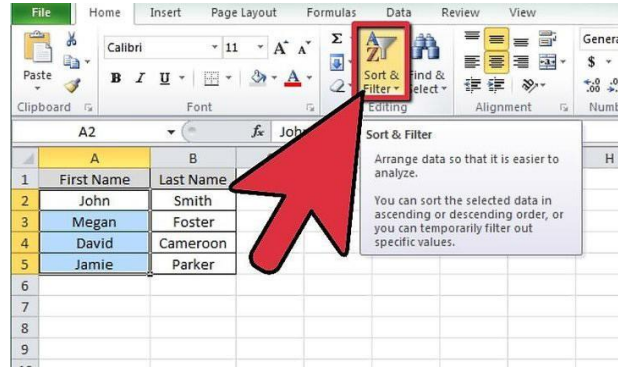 File Home Insert Page Layout Formulas Data Review View
Calibri 11 A A Σ
Paste B I U A Sort & Filter Find & Select $
Clipboard Font Editing Alignment
A2 fx
Sort & Filter
Arrange data so that it is easier to
analyze.
You can sort the selected data in
ascending or descending order, or
you can temporarily filter out
specific values.
A B H
1 First Name Last Name
2 John Smith
3 Megan Foster
4 David Cameroon
5 Jamie Parker
6
7
8
9